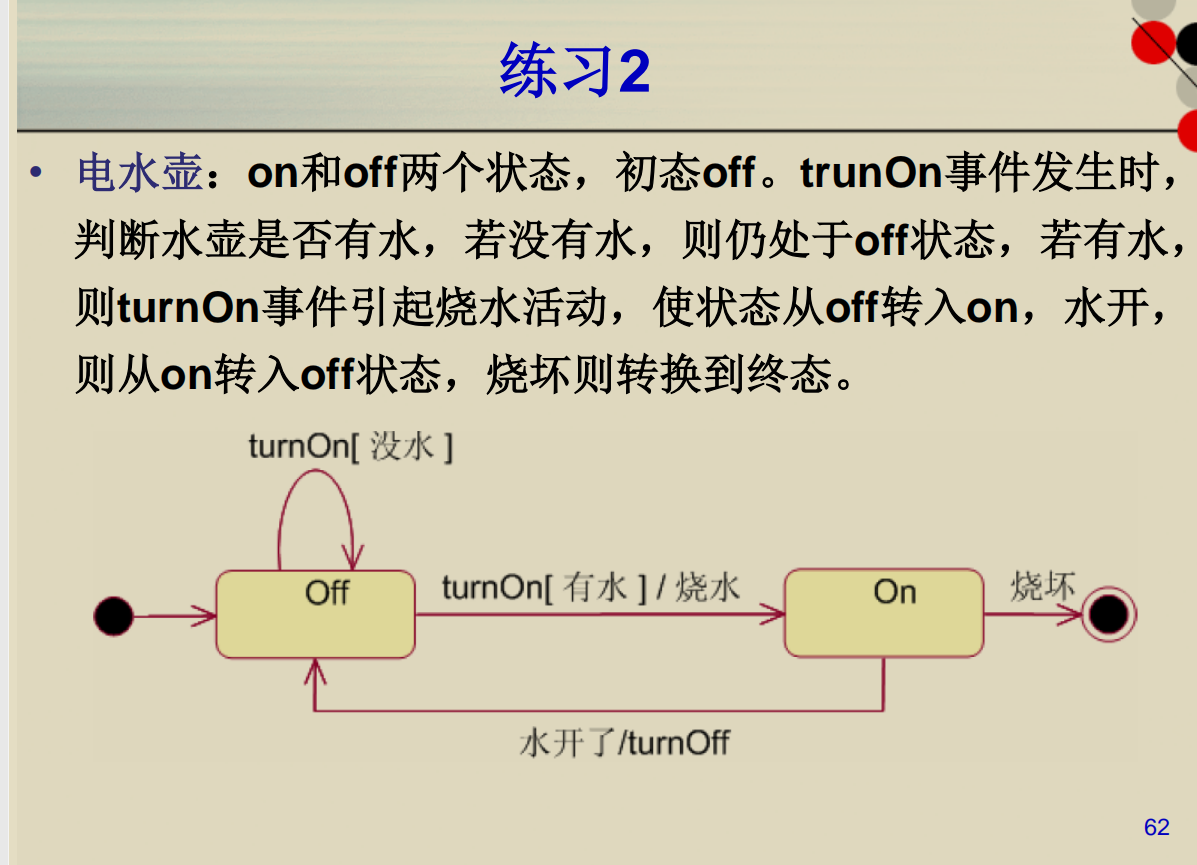 练习2
• 电水壶：on和off两个状态，初态off。trunOn事件发生时，
判断水壶是否有水，若没有水，则仍处于off状态，若有水，
则turnOn事件引起烧水活动，使状态从off转入on，水开，
则从on转入off状态，烧坏则转换到终态。
turnOn[ 没水 ]
Off
turnOn[ 有水 ] / 烧水
On
烧坏
水开了/turnOff
62